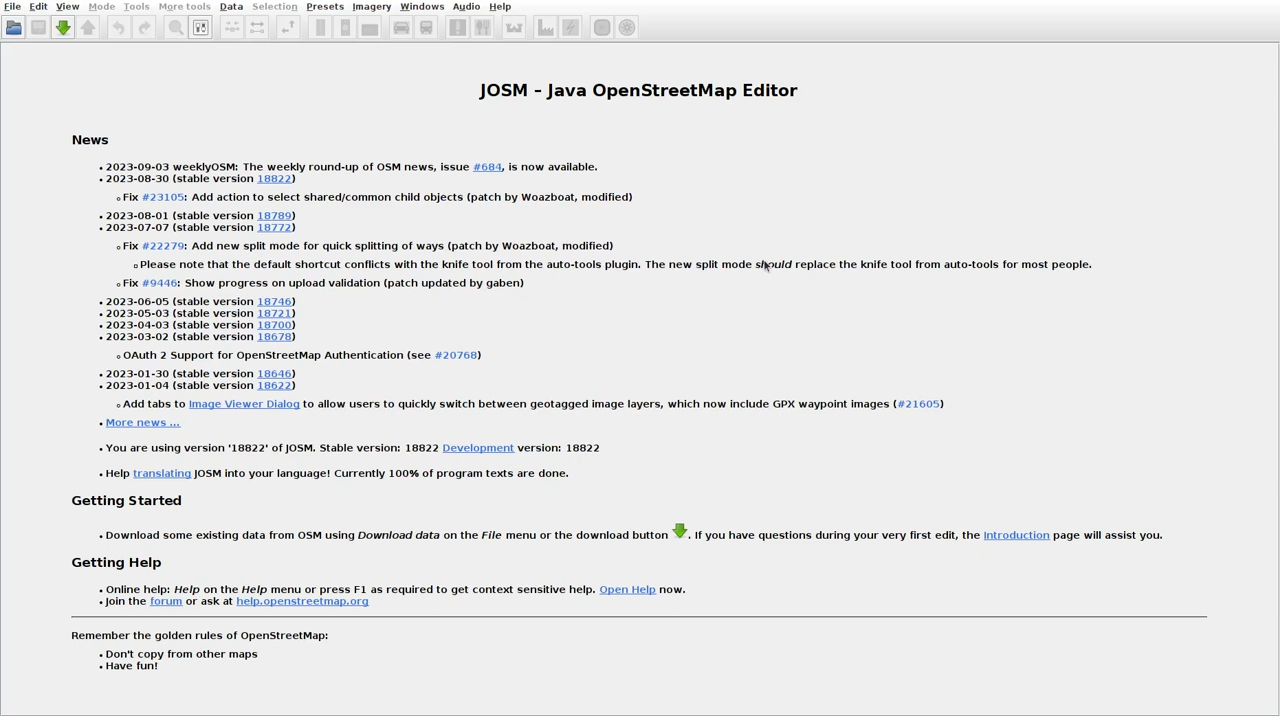 File Edit View Mode Tools More tools Data Selection Presets Imagery Windows Audio Help
JOSM – Java OpenStreetMap Editor
News
• 2023-09-03 weeklyOSM: The weekly round-up of OSM news, issue #684, is now available.
• 2023-08-30 (stable version 18822)
Fix #23105: Add action to select shared/common child objects (patch by Woazboat, modified)
• 2023-08-01 (stable version 18789)
• 2023-07-07 (stable version 18772)
Fix #22279: Add new split mode for quick splitting of ways (patch by Woazboat, modified)
Please note that the default shortcut conflicts with the knife tool from the auto-tools plugin. The new split mode should replace the knife tool from auto-tools for most people.
Fix #9446: Show progress on upload validation (patch updated by gaben)
• 2023-06-05 (stable version 18746)
• 2023-05-03 (stable version 18721)
• 2023-04-03 (stable version 18700)
• 2023-03-02 (stable version 18678)
OAuth 2 Support for OpenStreetMap Authentication (see #20768)
• 2023-01-30 (stable version 18646)
• 2023-01-04 (stable version 18622)
Add tabs to Image Viewer Dialog to allow users to quickly switch between geotagged image layers, which now include GPX waypoint images (#21605)
• More news ...
• You are using version '18822' of JOSM. Stable version: 18822 Development version: 18822
• Help translating JOSM into your language! Currently 100% of program texts are done.
Getting Started
• Download some existing data from OSM using Download data on the File menu or the download button . If you have questions during your very first edit, the Introduction page will assist you.
Getting Help
• Online help: Help on the Help menu or press F1 as required to get context sensitive help. Open Help now.
• Join the forum or ask at help.openstreetmap.org
Remember the golden rules of OpenStreetMap:
• Don't copy from other maps
• Have fun!